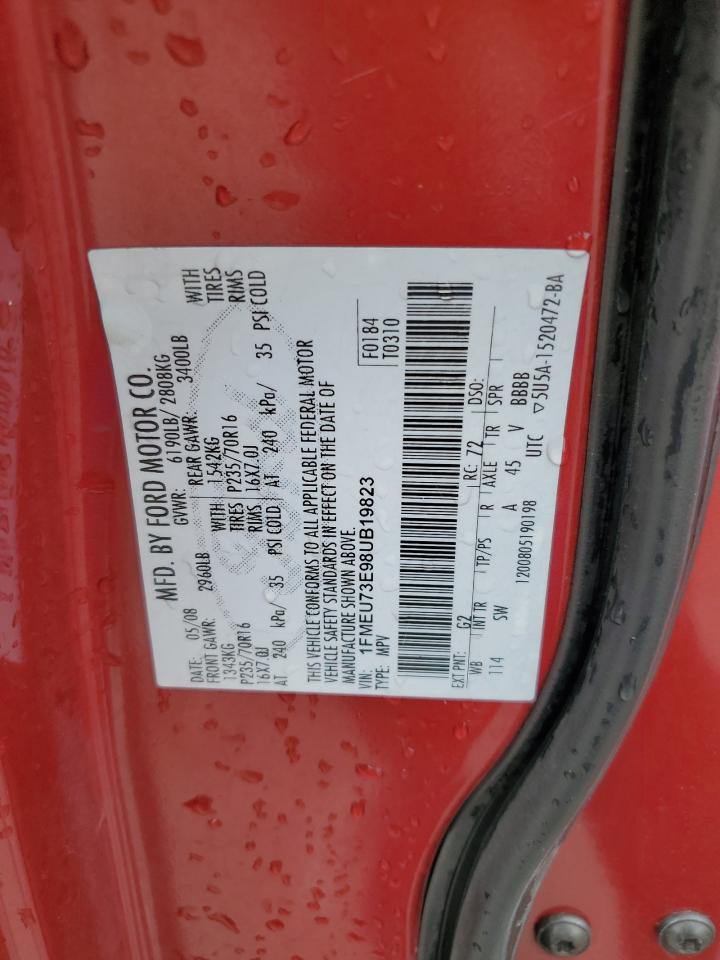 MFD. BY FORD MOTOR CO.
DATE: 05/08 GVWR: 6190LB/ 2808KG
FRONT GAWR: 2960LB REAR GAWR: 3400LB
1343KG WITH 1542KG WITH
P235/70R16 TIRES P235/70R16 TIRES
16X7.0J RIMS 16X7.0J RIMS
AT 240 kPa/ 35 PSI COLD AT 240 kPa/ 35 PSI COLD
THIS VEHICLE CONFORMS TO ALL APPLICABLE FEDERAL MOTOR
VEHICLE SAFETY STANDARDS IN EFFECT ON THE DATE OF
MANUFACTURE SHOWN ABOVE.
VIN: 1FMEU73E98UB19823
TYPE: MPV
F0184
T0310
EXT PNT: G2 RC: 72 DSO:
WB INT TR TP/PS R AXLE TR SPR
114 SW A 45 V BBBB
1200805190198 UTC ▽5U5A-1520472-BA